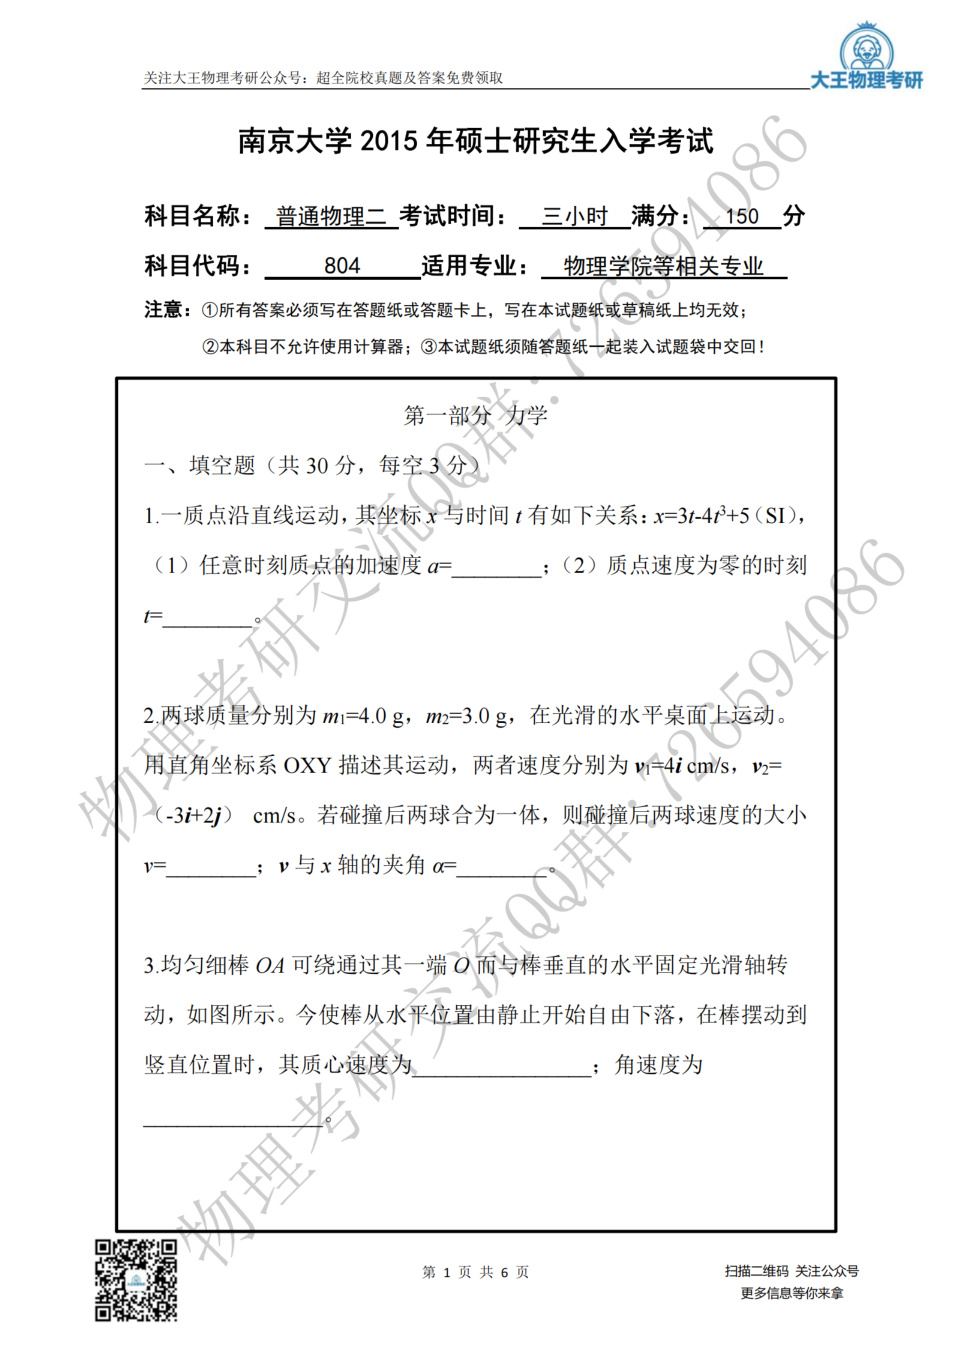 关注大王物理考研公众号：超全院校真题及答案免费领取
大王物理考研
南京大学 2015 年硕士研究生入学考试
科目名称： 普通物理二 考试时间： 三小时 满分： 150 分
科目代码： 804 适用专业： 物理学院等相关专业
注意：①所有答案必须写在答题纸或答题卡上，写在本试题纸或草稿纸上均无效；
②本科目不允许使用计算器；③本试题纸须随答题纸一起装入试题袋中交回！
第一部分 力学
一、填空题（共 30 分，每空 3 分）
1.一质点沿直线运动，其坐标 x 与时间 t 有如下关系：x=3t-4t³+5（SI），
（1）任意时刻质点的加速度 a=________；（2）质点速度为零的时刻
t=________。
2.两球质量分别为 m₁=4.0 g，m₂=3.0 g，在光滑的水平桌面上运动。
用直角坐标系 OXY 描述其运动，两者速度分别为 v₁=4i cm/s，v₂=
（-3i+2j） cm/s。若碰撞后两球合为一体，则碰撞后两球速度的大小
v=________；v 与 x 轴的夹角 α=________。
3.均匀细棒 OA 可绕通过其一端 O 而与棒垂直的水平固定光滑轴转
动，如图所示。今使棒从水平位置由静止开始自由下落，在棒摆动到
竖直位置时，其质心速度为________________；角速度为
________________。
物理考研交流QQ群：726594086
物理考研交流QQ群：726594086
第 1 页 共 6 页
扫描二维码 关注公众号
更多信息等你来拿